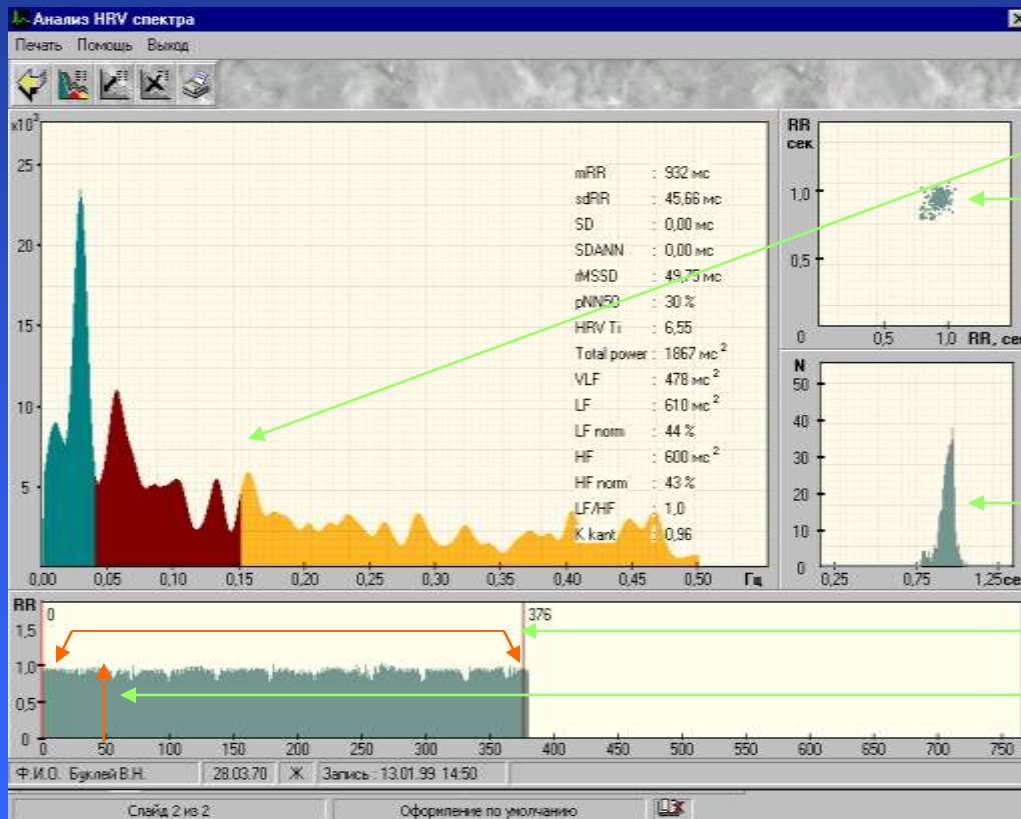 Анализ HRV спектра
Печать Помощь Выход
x10²
25
20
15
10
5
mRR : 932 мс
sdRR : 45,66 мс
SD : 0,00 мс
SDANN : 0,00 мс
rMSSD : 49,75 мс
pNN50 : 30 %
HRV Ti : 6,55
Total power : 1867 мс²
VLF : 478 мс²
LF : 610 мс²
LF norm : 44 %
HF : 600 мс²
HF norm : 43 %
LF/HF : 1,0
K kant : 0,96
0,00 0,05 0,10 0,15 0,20 0,25 0,30 0,35 0,40 0,45 0,50 Гц
RR
сек
1,0
0,5
0 0,5 1,0 RR, сек
N
50
40
30
20
10
0
0,25 0,75 1,25сек
RR
0 376
1,5
1,0
0,5
0
0 50 100 150 200 250 300 350 400 450 500 550 600 650 700 750
Ф.И.О. Буклей В.Н. 28.03.70 Ж Запись : 13.01.99 14:50
Слайд 2 из 2 Оформление по умолчанию